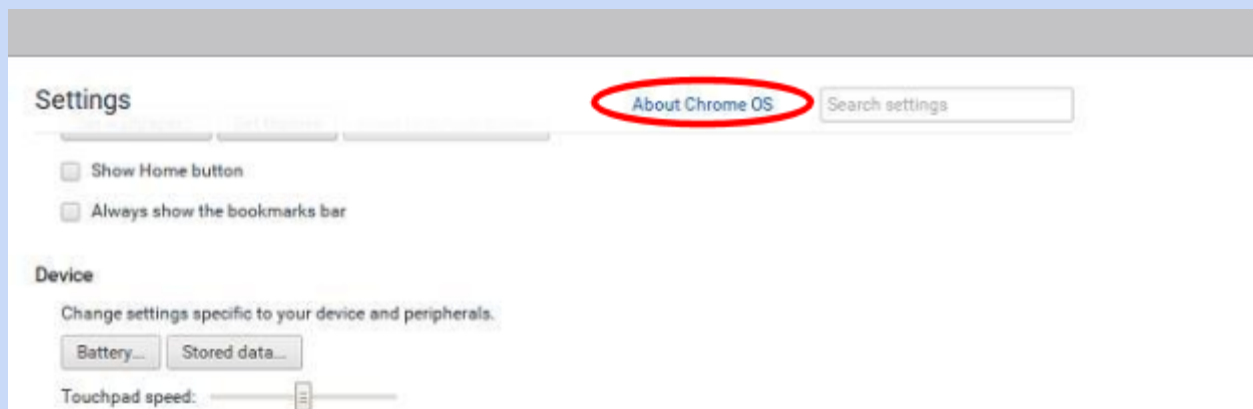 Settings
About Chrome OS
Search settings
Show Home button
Always show the bookmarks bar
Device
Change settings specific to your device and peripherals.
Battery...
Stored data...
Touchpad speed: